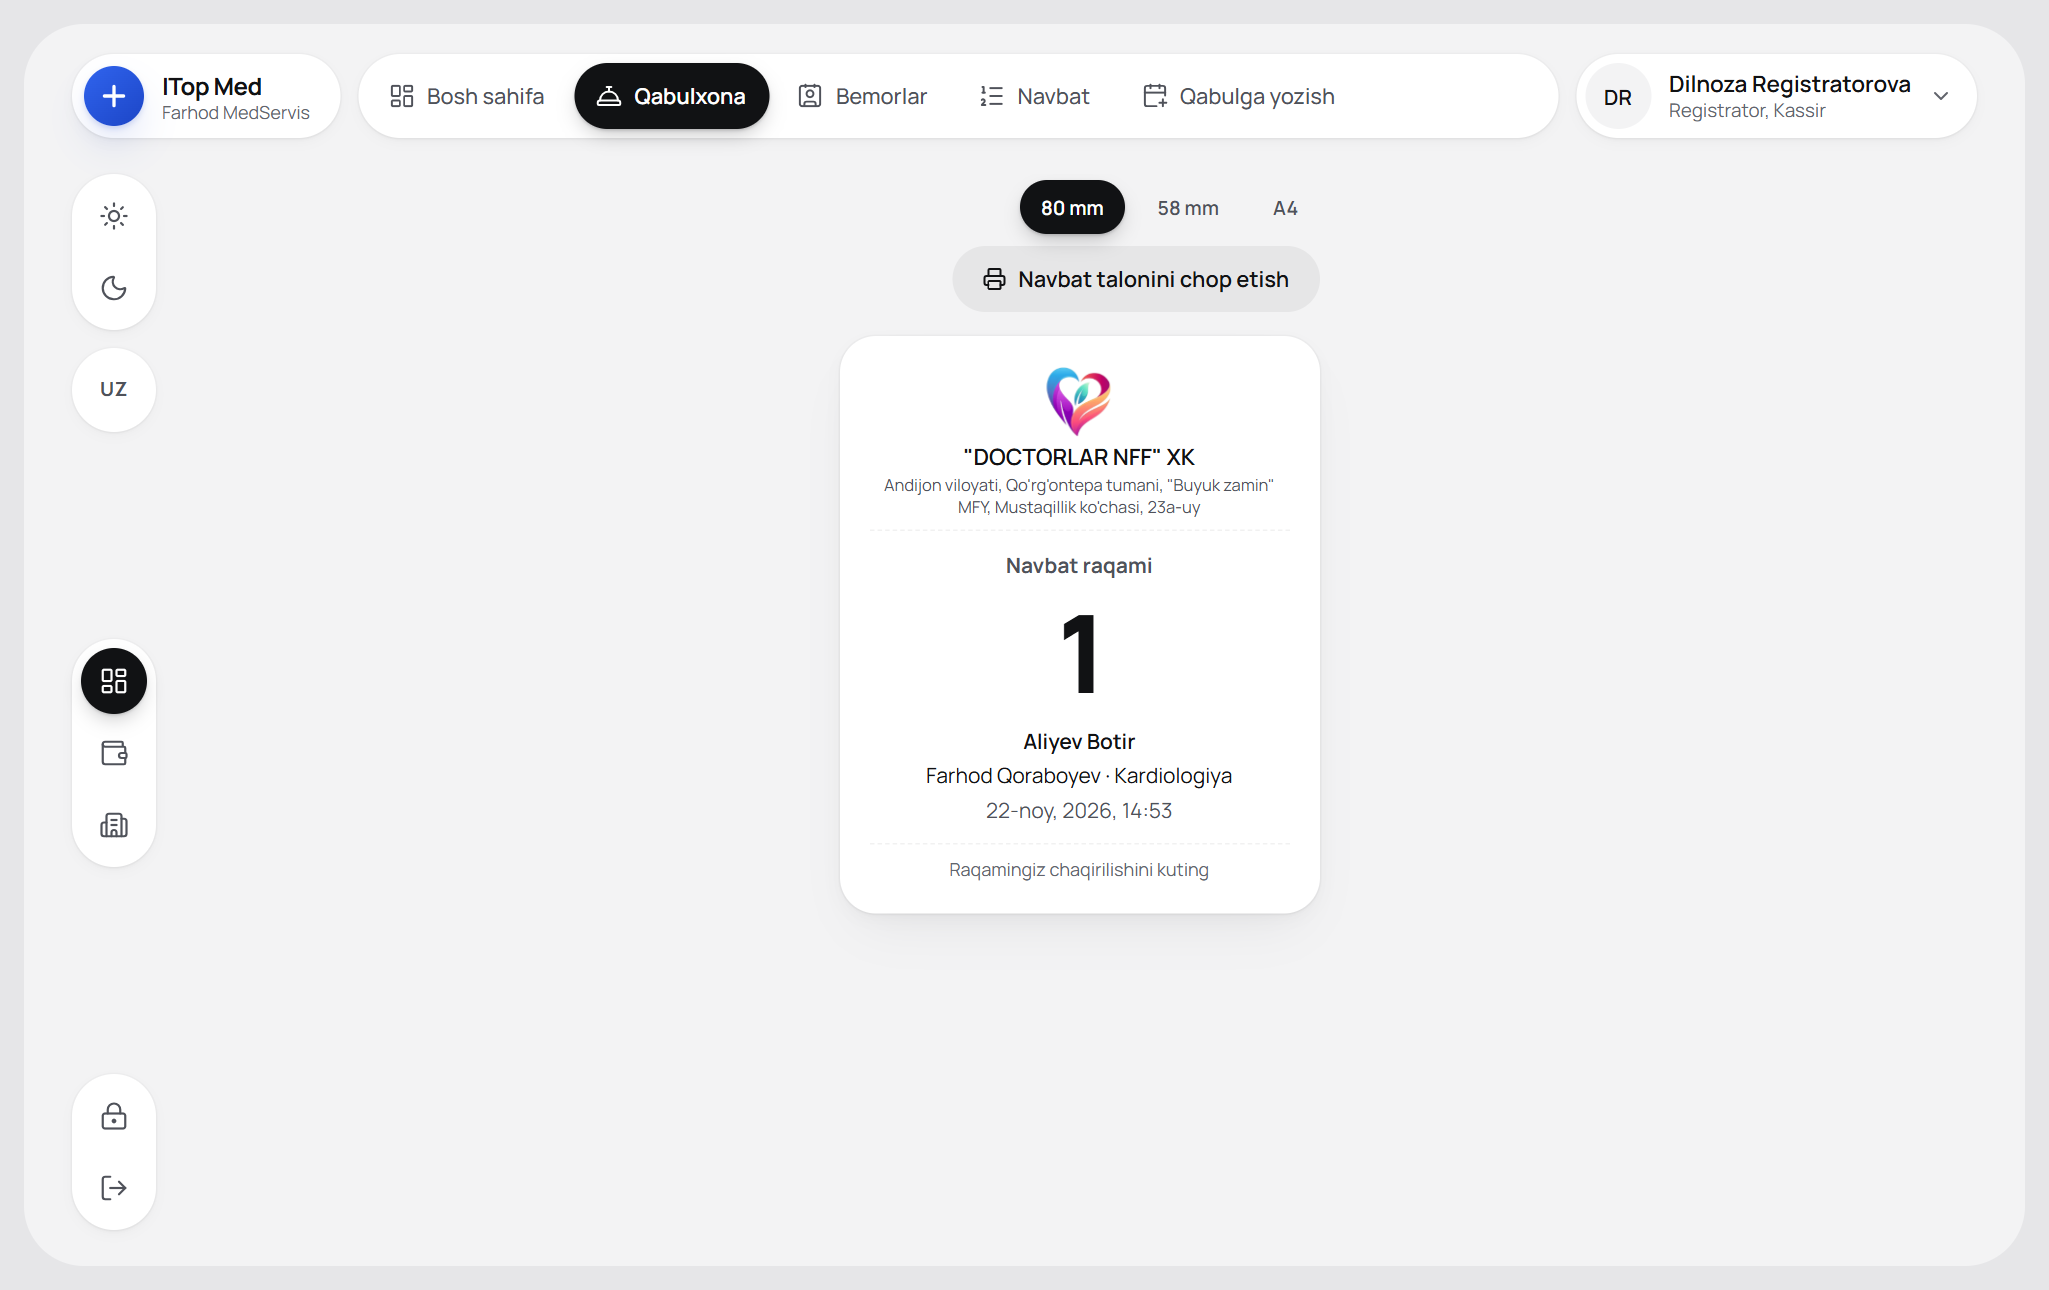 ITop Med
Farhod MedServis
Bosh sahifa
Qabulxona
Bemorlar
Navbat
Qabulga yozish
DR
Dilnoza Registratorova
Registrator, Kassir
80 mm
58 mm
A4
Navbat talonini chop etish
UZ
"DOCTORLAR NFF" XK
Andijon viloyati, Qo'rg'ontepa tumani, "Buyuk zamin"
MFY, Mustaqillik ko'chasi, 23a-uy
Navbat raqami
1
Aliyev Botir
Farhod Qoraboyev · Kardiologiya
22-noy, 2026, 14:53
Raqamingiz chaqirilishini kuting